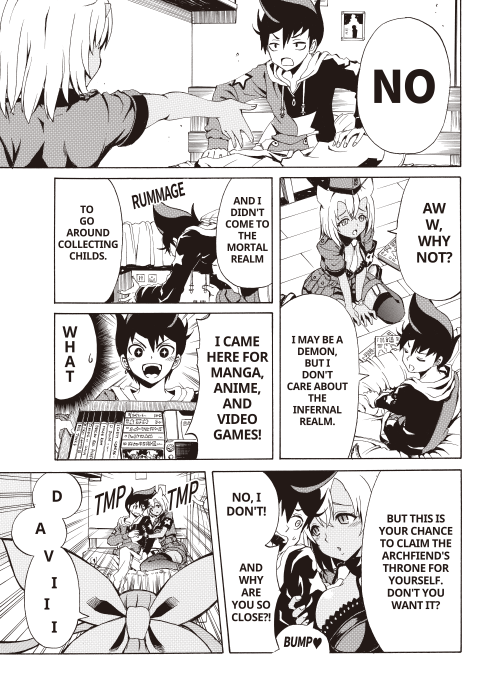 NO
AW
W,
WHY
NOT?
I MAY BE A
DEMON,
BUT I
DON'T
CARE ABOUT
THE
INFERNAL
REALM.
AND I
DIDN'T
COME TO
THE
MORTAL
REALM
RUMMAGE
TO
GO
AROUND
COLLECTING
CHILDS.
I CAME
HERE FOR
MANGA,
ANIME,
AND
VIDEO
GAMES!
W
H
A
T
BUT THIS IS
YOUR CHANCE
TO CLAIM THE
ARCHFIEND'S
THRONE FOR
YOURSELF.
DON'T YOU
WANT IT?
NO, I
DON'T!
AND
WHY
ARE
YOU SO
CLOSE?!
BUMP♥
TMP
TMP
D
A
V
I
I
I